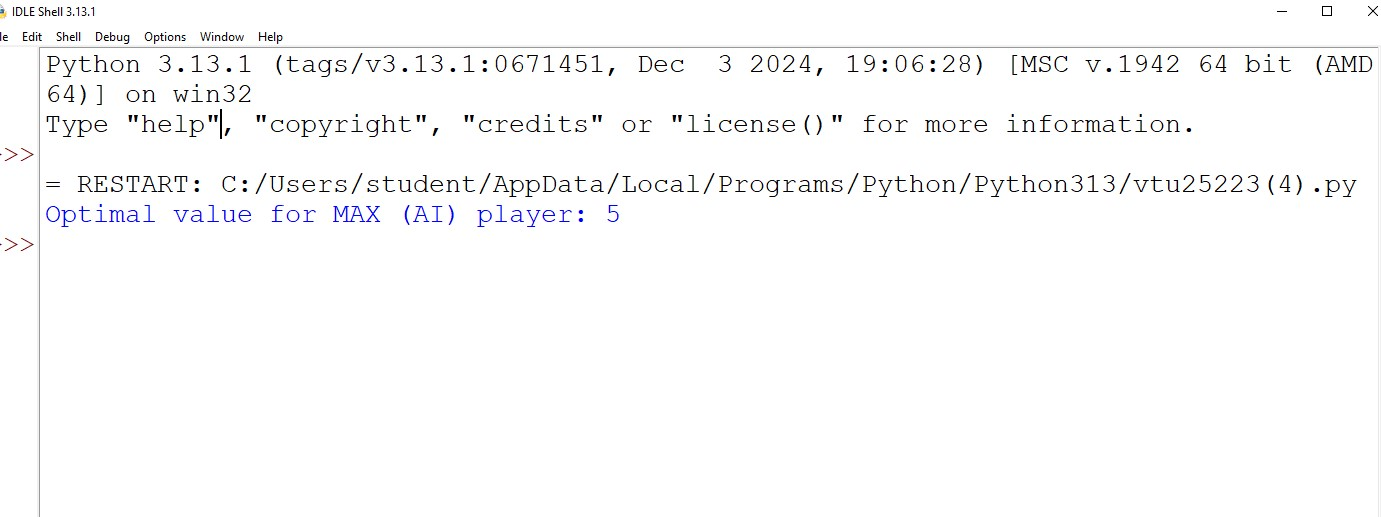 IDLE Shell 3.13.1
Edit Shell Debug Options Window Help
Python 3.13.1 (tags/v3.13.1:0671451, Dec  3 2024, 19:06:28) [MSC v.1942 64 bit (AMD
64)] on win32
Type "help", "copyright", "credits" or "license()" for more information.
>>>
= RESTART: C:/Users/student/AppData/Local/Programs/Python/Python313/vtu25223(4).py
Optimal value for MAX (AI) player: 5
>>>